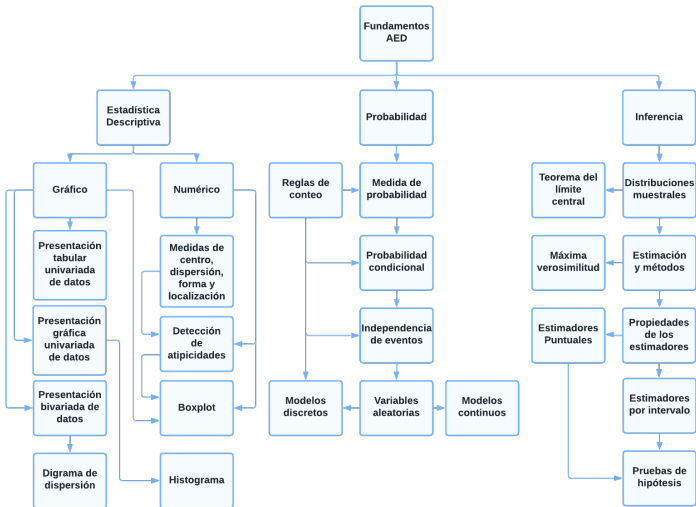 Fundamentos
AED
Estadística
Descriptiva
Probabilidad
Inferencia
Gráfico
Numérico
Reglas de
conteo
Medida de
probabilidad
Teorema del
límite
central
Distribuciones
muestrales
Presentación
tabular
univariada
de datos
Medidas de
centro,
dispersión,
forma y
localización
Probabilidad
condicional
Máxima
verosimilitud
Estimación
y métodos
Presentación
gráfica
univariada
de datos
Detección
de
atipicidades
Independencia
de eventos
Estimadores
Puntuales
Propiedades
de los
estimadores
Presentación
bivariada de
datos
Boxplot
Modelos
discretos
Variables
aleatorias
Modelos
continuos
Estimadores
por intervalo
Digrama de
dispersión
Histograma
Pruebas de
hipótesis